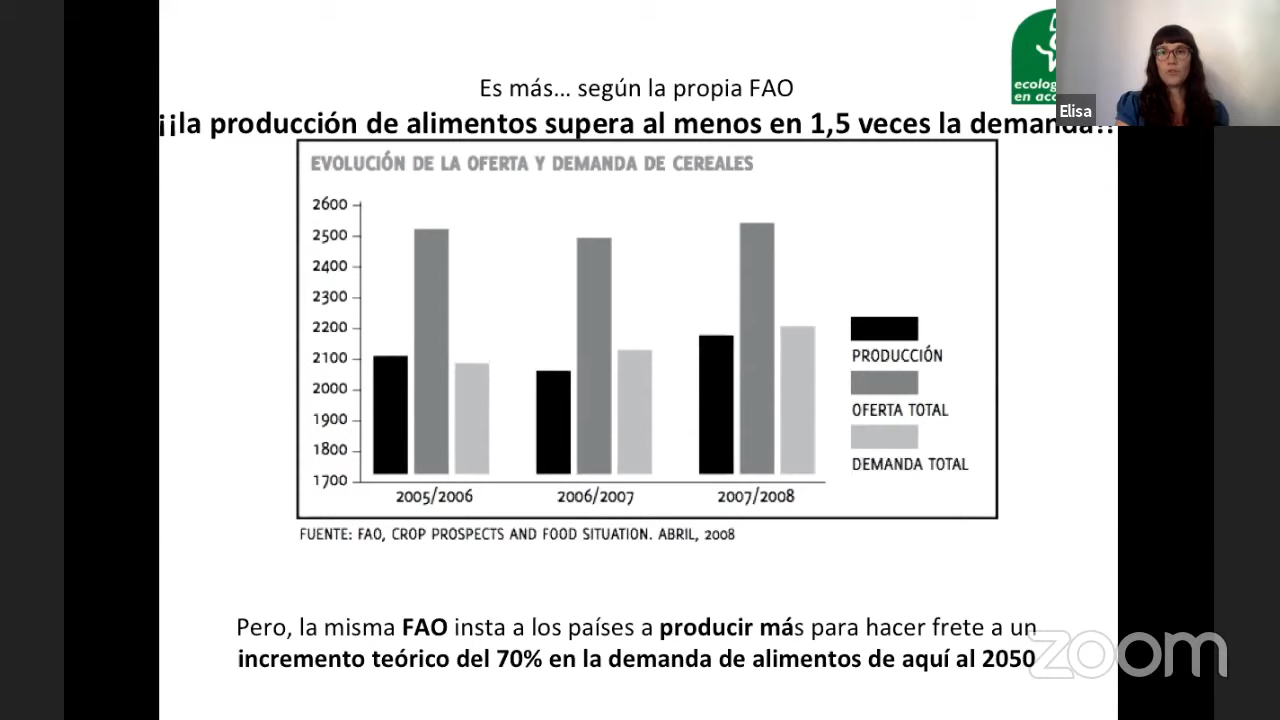 Es más... según la propia FAO
¡¡la producción de alimentos supera al menos en 1,5 veces la demanda!!
ecolog
en acc
Elisa
EVOLUCIÓN DE LA OFERTA Y DEMANDA DE CEREALES
2600
2500
2400
2300
2200
2100
2000
1900
1800
1700
2005/2006
2006/2007
2007/2008
PRODUCCIÓN
OFERTA TOTAL
DEMANDA TOTAL
FUENTE: FAO, CROP PROSPECTS AND FOOD SITUATION. ABRIL, 2008
Pero, la misma FAO insta a los países a producir más para hacer frete a un
incremento teórico del 70% en la demanda de alimentos de aquí al 2050
zoom